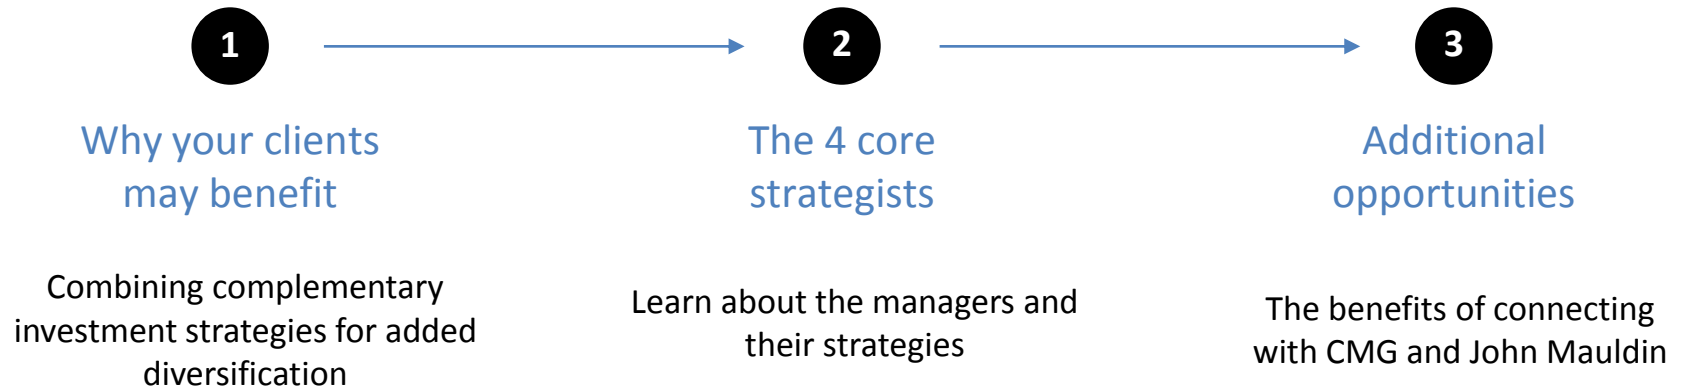 1
Why your clients
may benefit
Combining complementary
investment strategies for added
diversification
2
The 4 core
strategists
Learn about the managers and
their strategies
3
Additional
opportunities
The benefits of connecting
with CMG and John Mauldin